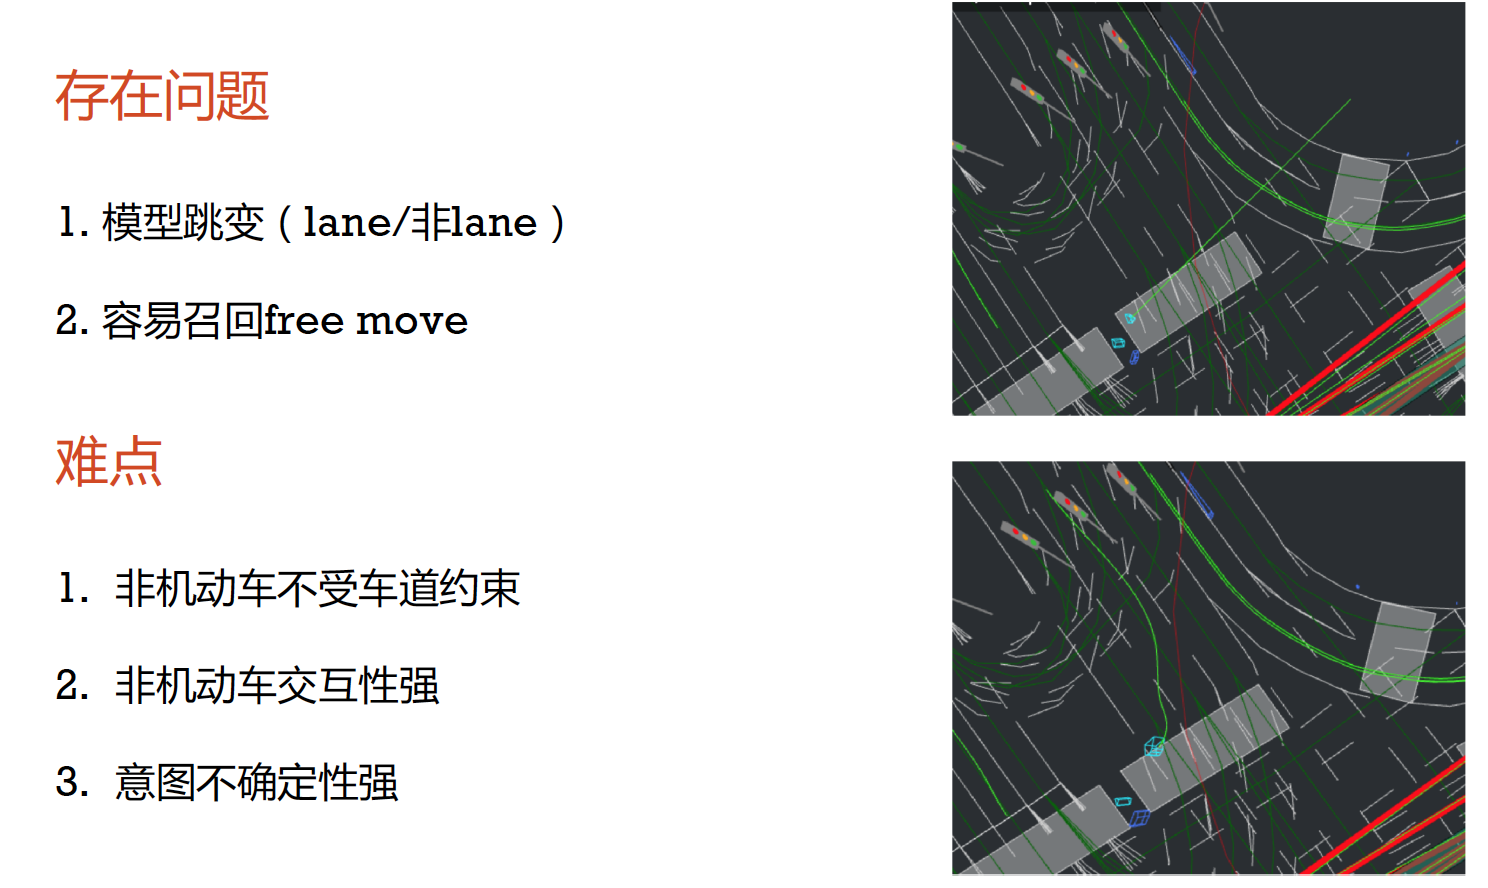 存在问题
1. 模型跳变（lane/非lane）
2. 容易召回free move
难点
1. 非机动车不受车道约束
2. 非机动车交互性强
3. 意图不确定性强